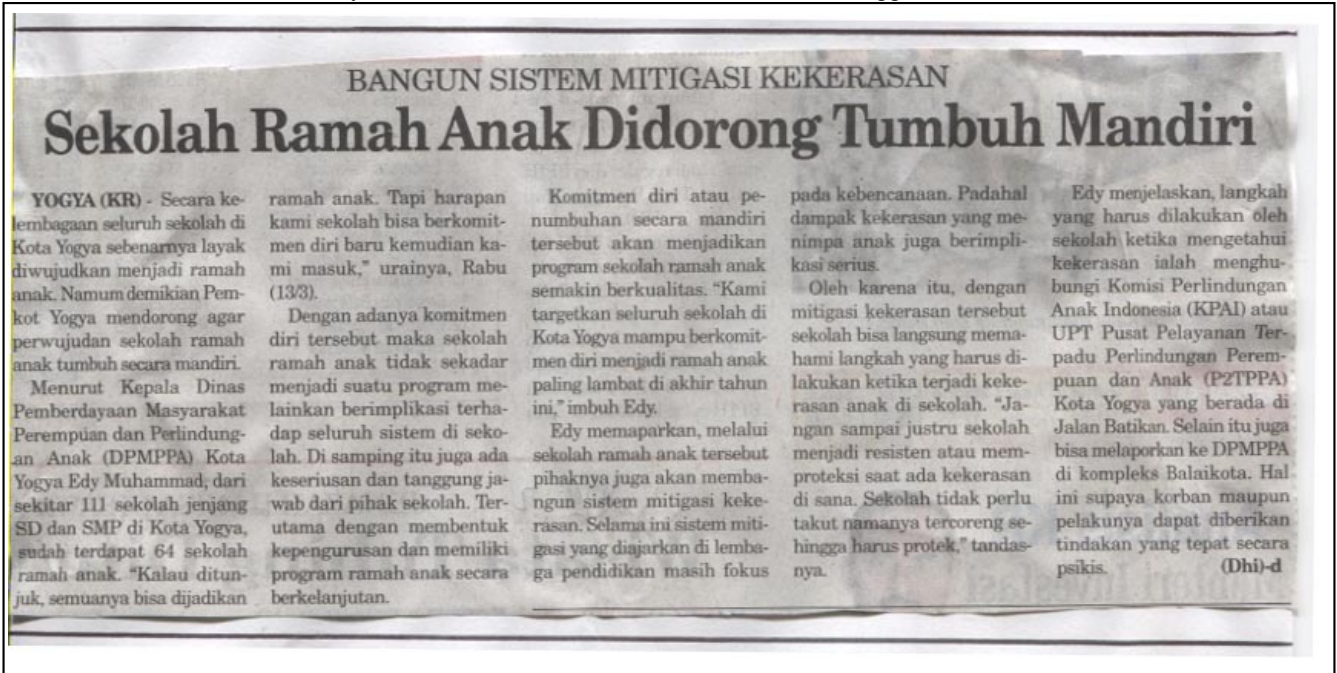 BANGUN SISTEM MITIGASI KEKERASAN
Sekolah Ramah Anak Didorong Tumbuh Mandiri
YOGYA (KR) - Secara ke-
lembagaan seluruh sekolah di
Kota Yogya sebenarnya layak
diwujudkan menjadi ramah
anak. Namum demikian Pem-
kot Yogya mendorong agar
perwujudan sekolah ramah
anak tumbuh secara mandiri.
Menurut Kepala Dinas
Pemberdayaan Masyarakat
Perempuan dan Perlindung-
an Anak (DPMPPA) Kota
Yogya Edy Muhammad, dari
sekitar 111 sekolah jenjang
SD dan SMP di Kota Yogya,
sudah terdapat 64 sekolah
ramah anak. “Kalau ditun-
juk, semuanya bisa dijadikan
ramah anak. Tapi harapan
kami sekolah bisa berkomit-
men diri baru kemudian ka-
mi masuk,” urainya, Rabu
(13/3).
Dengan adanya komitmen
diri tersebut maka sekolah
ramah anak tidak sekadar
menjadi suatu program me-
lainkan berimplikasi terha-
dap seluruh sistem di seko-
lah. Di samping itu juga ada
keseriusan dan tanggung ja-
wab dari pihak sekolah. Ter-
utama dengan membentuk
kepengurusan dan memiliki
program ramah anak secara
berkelanjutan.
Komitmen diri atau pe-
numbuhan secara mandiri
tersebut akan menjadikan
program sekolah ramah anak
semakin berkualitas. “Kami
targetkan seluruh sekolah di
Kota Yogya mampu berkomit-
men diri menjadi ramah anak
paling lambat di akhir tahun
ini,” imbuh Edy.
Edy memaparkan, melalui
sekolah ramah anak tersebut
pihaknya juga akan memba-
ngun sistem mitigasi keke-
rasan. Selama ini sistem miti-
gasi yang diajarkan di lemba-
ga pendidikan masih fokus
pada kebencanaan. Padahal
dampak kekerasan yang me-
nimpa anak juga berimpli-
kasi serius.
Oleh karena itu, dengan
mitigasi kekerasan tersebut
sekolah bisa langsung mema-
hami langkah yang harus di-
lakukan ketika terjadi keke-
rasan anak di sekolah. “Ja-
ngan sampai justru sekolah
menjadi resisten atau mem-
proteksi saat ada kekerasan
di sana. Sekolah tidak perlu
takut namanya tercoreng se-
hingga harus protek,” tandas-
nya.
Edy menjelaskan, langkah
yang harus dilakukan oleh
sekolah ketika mengetahui
kekerasan ialah menghu-
bungi Komisi Perlindungan
Anak Indonesia (KPAI) atau
UPT Pusat Pelayanan Ter-
padu Perlindungan Perem-
puan dan Anak (P2TPPA)
Kota Yogya yang berada di
Jalan Batikan. Selain itu juga
bisa melaporkan ke DPMPPA
di kompleks Balaikota. Hal
ini supaya korban maupun
pelakunya dapat diberikan
tindakan yang tepat secara
psikis. (Dhi)-d